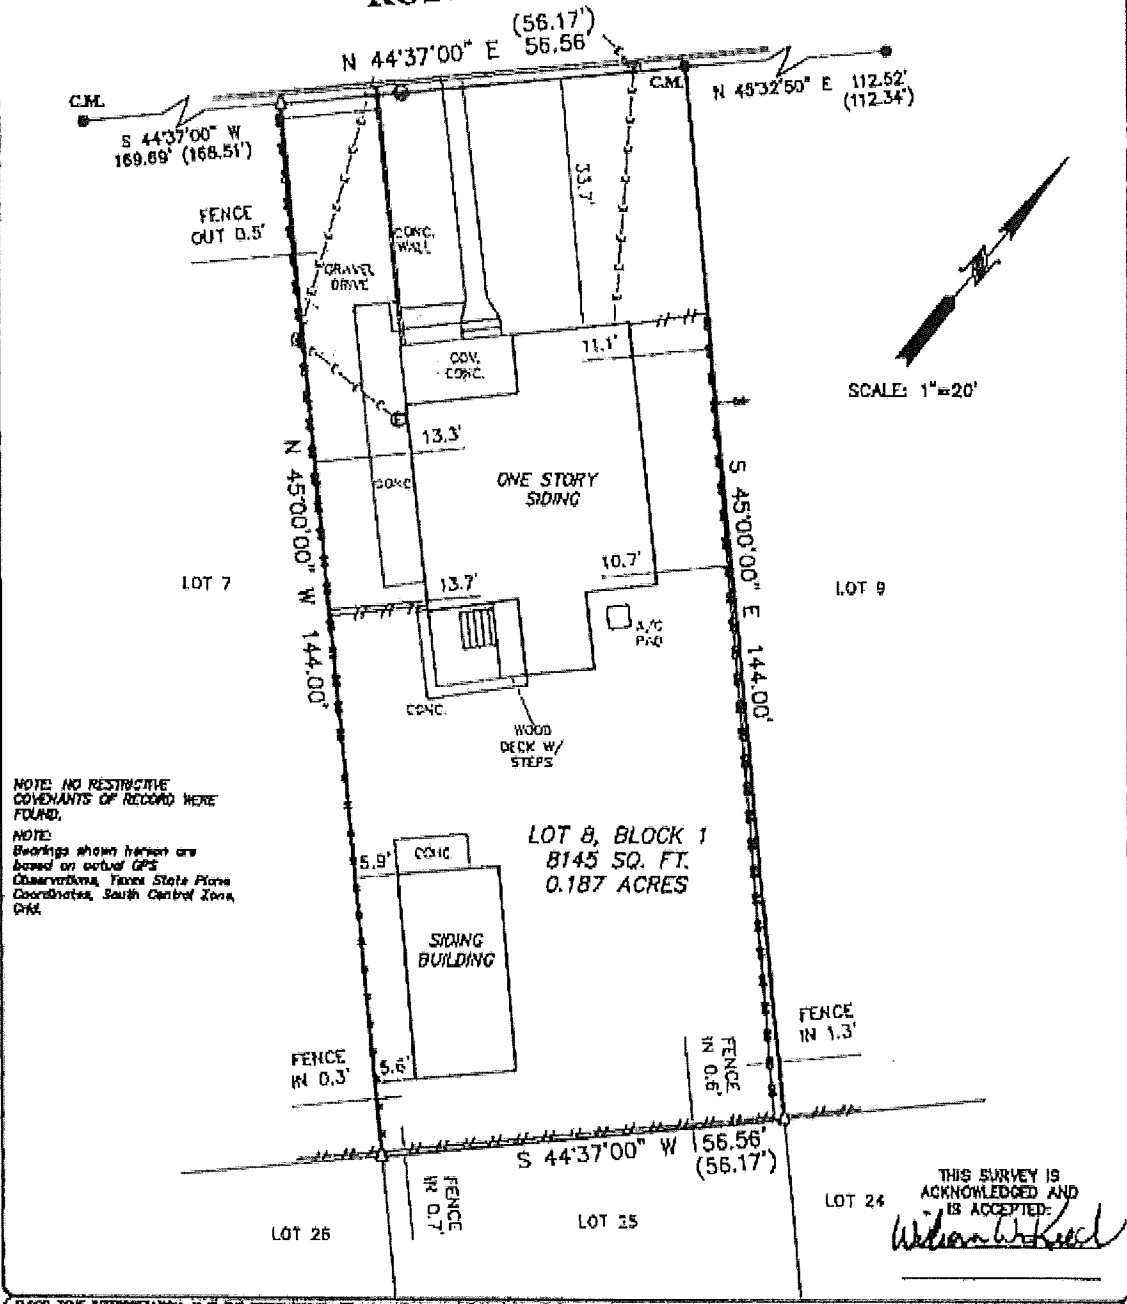 (56.17')
N 44°37'00" E 56.56'
C.M.
C.M.
N 45°32'50" E 112.52'
(112.34')
S 44°37'00" W
169.69' (168.51')
FENCE
OUT 0.5'
33.7'
CONC.
WALL
GRAVEL
DRIVE
COV.
CONC.
11.1'
SCALE: 1"=20'
13.3'
CONC
ONE STORY
SIDING
N 45°00'00" W 144.00'
S 45°00'00" E 144.00'
10.7'
13.7'
LOT 7
LOT 9
A/C
PAD
CONC.
WOOD
DECK W/
STEPS
NOTE: NO RESTRICTIVE
COVENANTS OF RECORD WERE
FOUND.
NOTE:
Bearings shown hereon are
based on actual GPS
Observations, Texas State Plane
Coordinates, South Central Zone,
Grid.
LOT 8, BLOCK 1
8145 SQ. FT.
0.187 ACRES
5.9'
CONC
SIDING
BUILDING
FENCE
IN 1.3'
FENCE
IN 0.6'
FENCE
IN 0.3'
5.6'
S 44°37'00" W 56.56'
(56.17')
FENCE
IN 0.7'
LOT 26
LOT 25
LOT 24
THIS SURVEY IS
ACKNOWLEDGED AND
IS ACCEPTED: